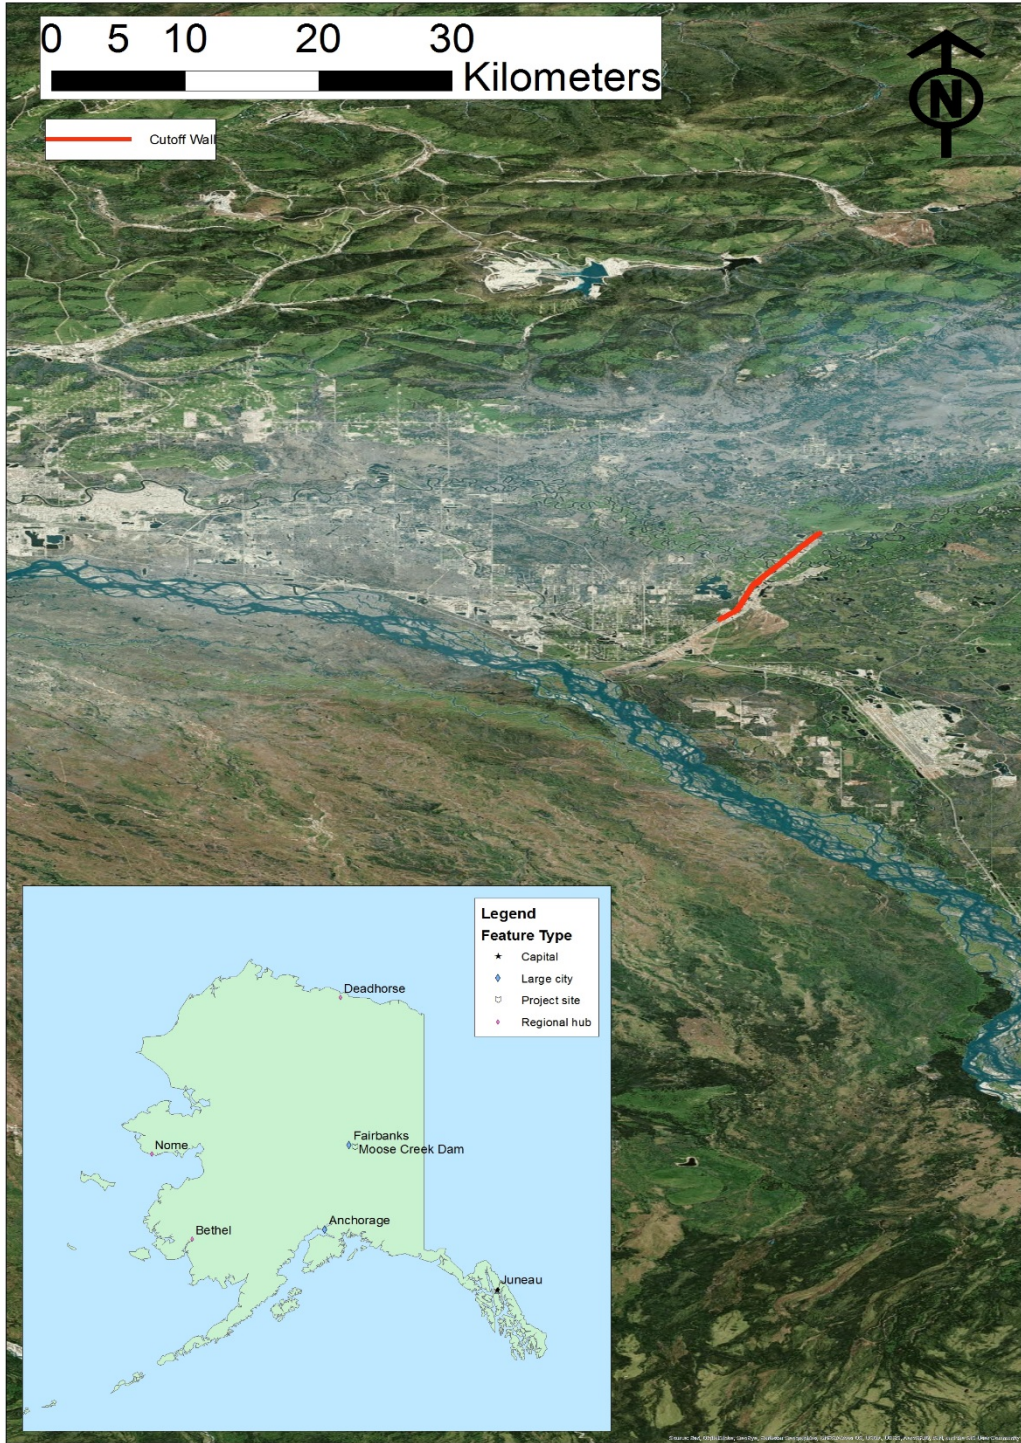 0 5 10 20 30
Kilometers
N
Cutoff Wall
Legend
Feature Type
Capital
Large city
Project site
Regional hub
Deadhorse
Fairbanks
Moose Creek Dam
Nome
Anchorage
Bethel
Juneau